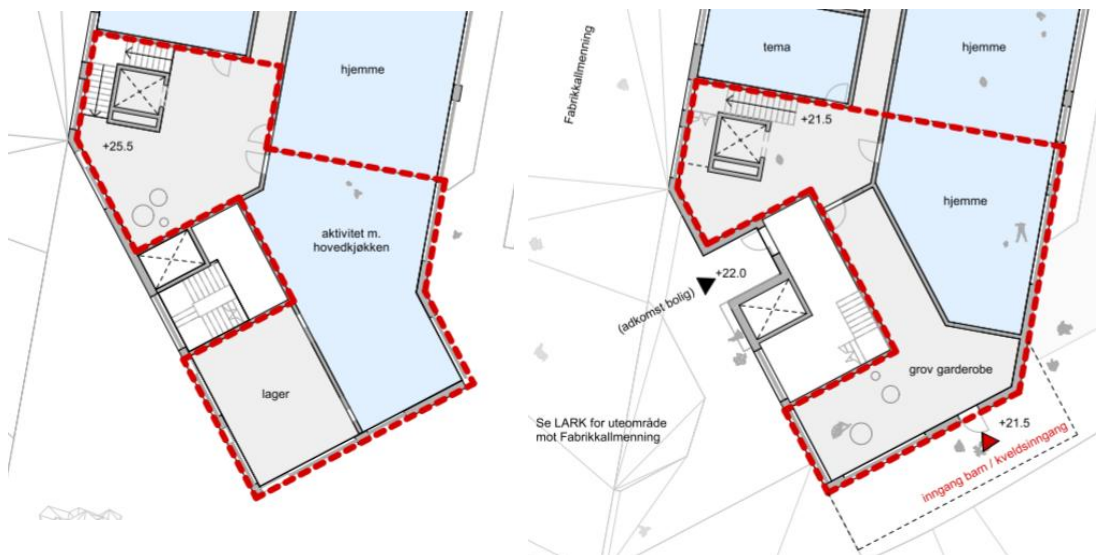 hjemme
+25.5
aktivitet m.
hovedkjøkken
lager
Fabrikkallmenning
tema
hjemme
+21.5
hjemme
+22.0
(adkomst bolig)
grov garderobe
Se LARK for uteområde
mot Fabrikkallmenning
+21.5
inngang barn / kveldsinngang